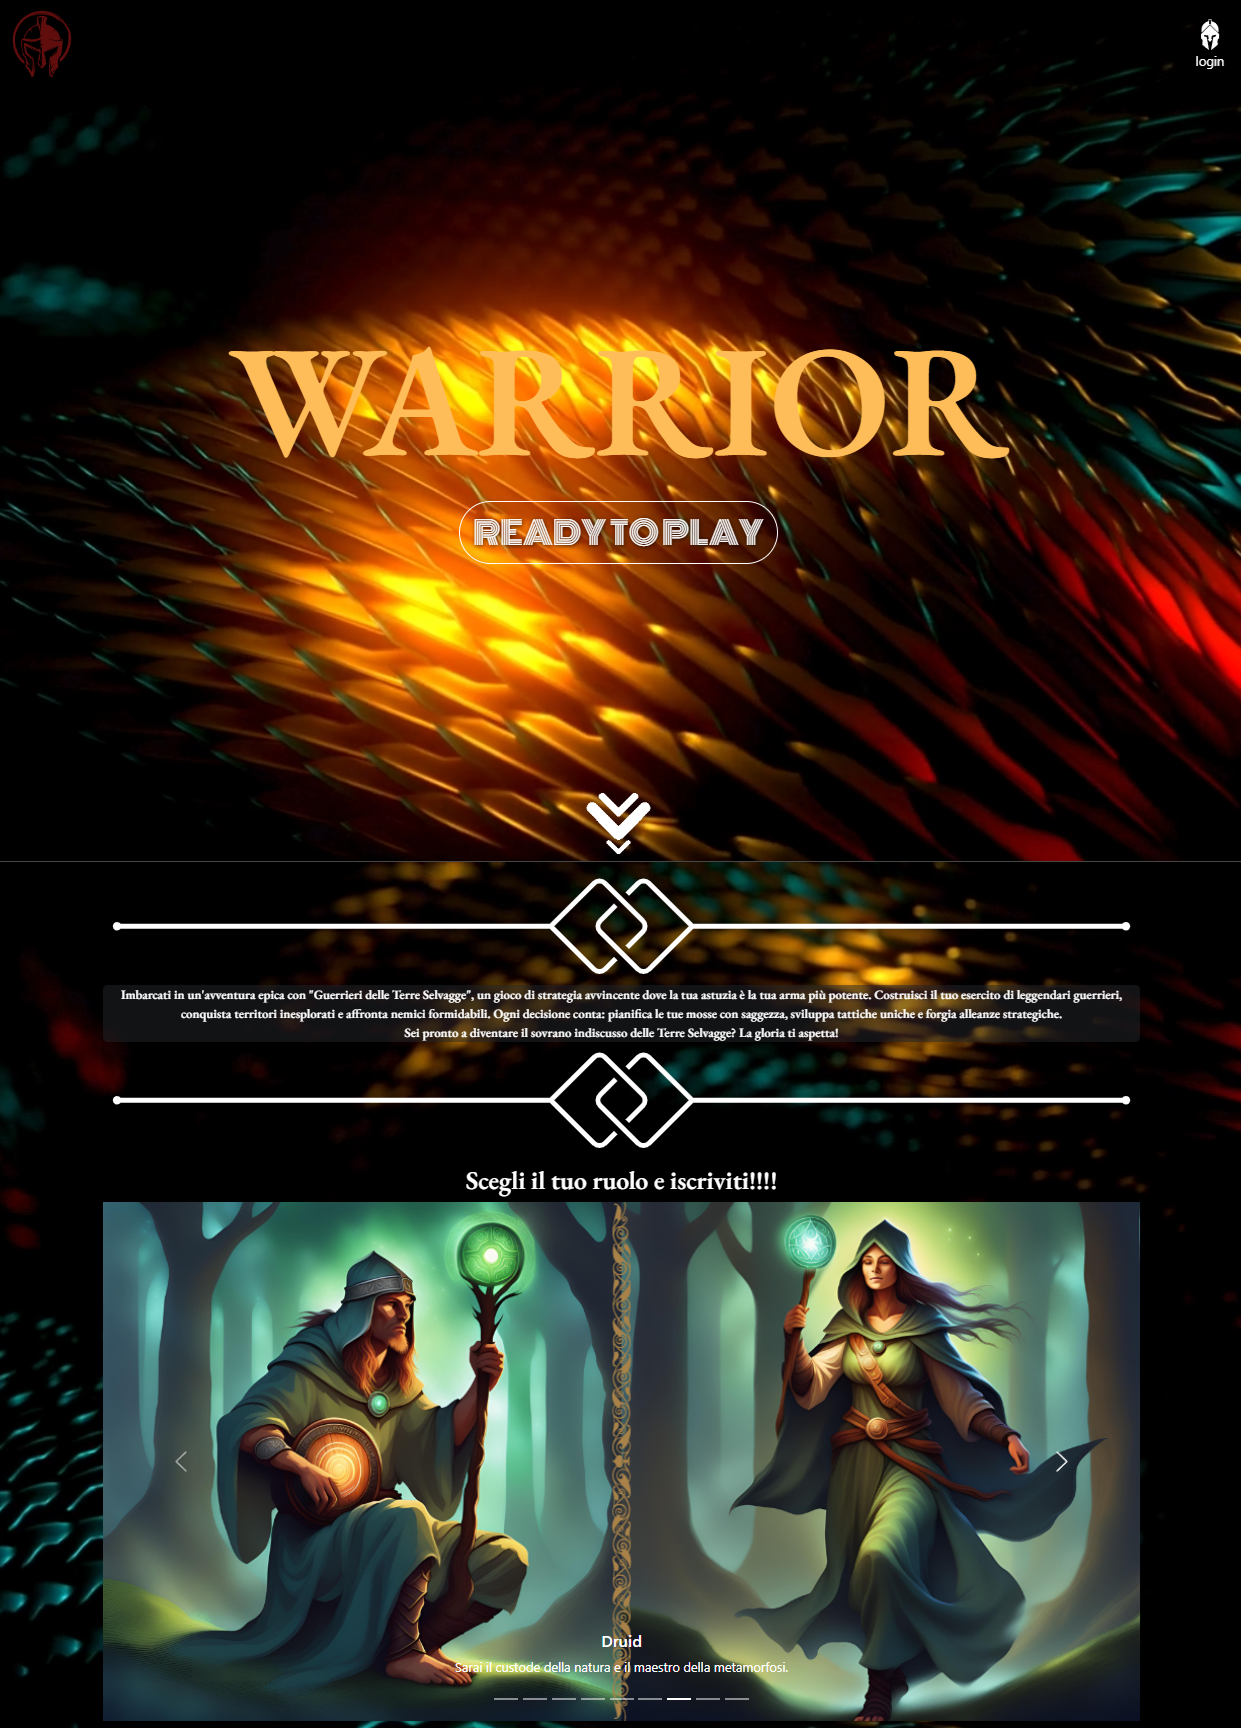 login
WARRIOR
READY TO PLAY
Imbarcati in un'avventura epica con "Guerrieri delle Terre Selvagge", un gioco di strategia avvincente dove la tua astuzia è la tua arma più potente. Costruisci il tuo esercito di leggendari guerrieri,
conquista territori inesplorati e affronta nemici formidabili. Ogni decisione conta: pianifica le tue mosse con saggezza, sviluppa tattiche uniche e forgia alleanze strategiche.
Sei pronto a diventare il sovrano indiscusso delle Terre Selvagge? La gloria ti aspetta!
Scegli il tuo ruolo e iscriviti!!!!
Druid
Sarai il custode della natura e il maestro della metamorfosi.